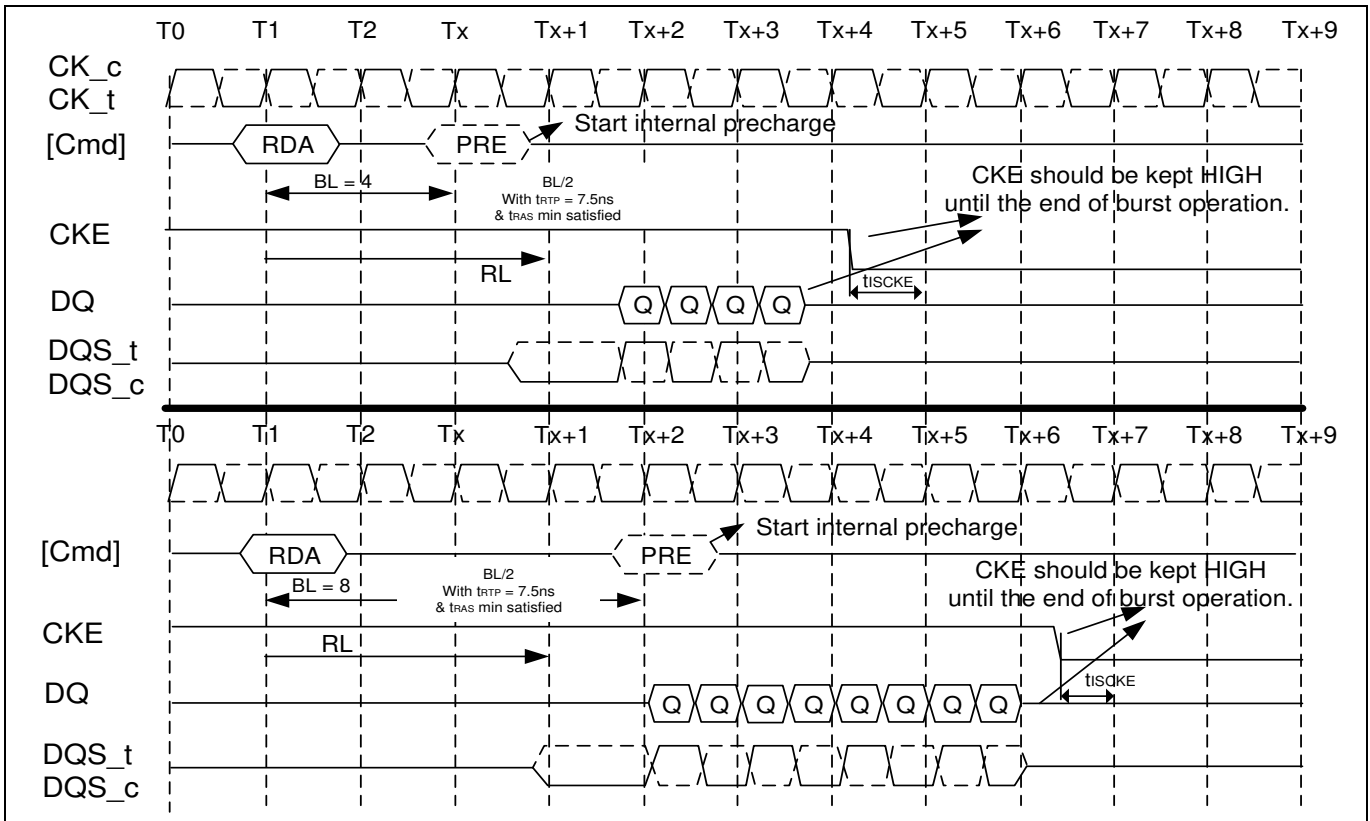 T0 T1 T2 Tx Tx+1 Tx+2 Tx+3 Tx+4 Tx+5 Tx+6 Tx+7 Tx+8 Tx+9
CK_c
CK_t
[Cmd] RDA PRE Start internal precharge
BL = 4
BL/2
With tRTP = 7.5ns
& tRAS min satisfied
CKE should be kept HIGH
until the end of burst operation.
CKE
RL
tISCKE
DQ Q Q Q Q
DQS_t
DQS_c
T0 T1 T2 Tx Tx+1 Tx+2 Tx+3 Tx+4 Tx+5 Tx+6 Tx+7 Tx+8 Tx+9
[Cmd] RDA PRE Start internal precharge
BL = 8
BL/2
With tRTP = 7.5ns
& tRAS min satisfied
CKE should be kept HIGH
until the end of burst operation.
CKE
RL
tISCKE
DQ Q Q Q Q Q Q Q Q
DQS_t
DQS_c